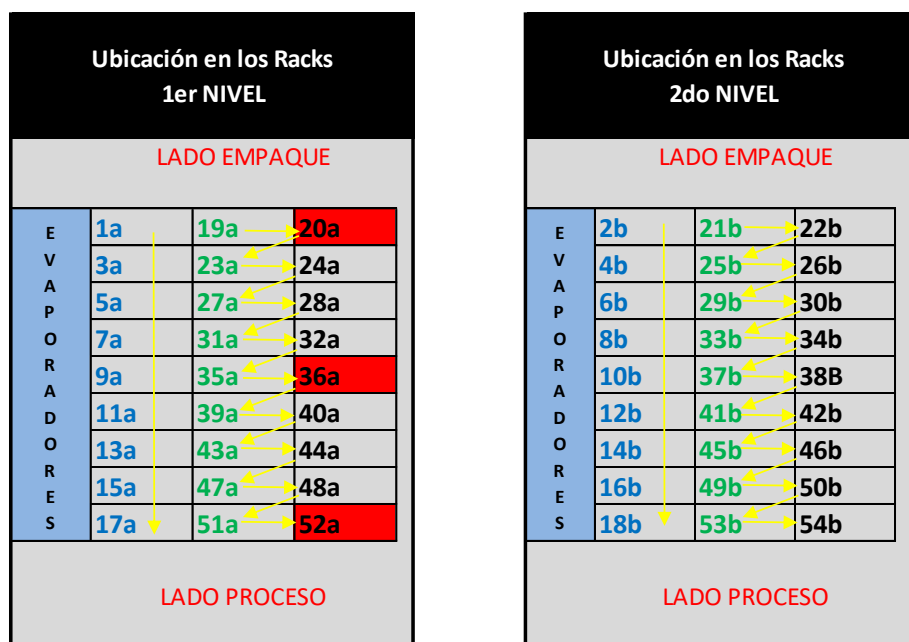 Ubicación en los Racks
1er NIVEL
LADO EMPAQUE
EVAPORADORES
1a 19a 20a
3a 23a 24a
5a 27a 28a
7a 31a 32a
9a 35a 36a
11a 39a 40a
13a 43a 44a
15a 47a 48a
17a 51a 52a
LADO PROCESO
Ubicación en los Racks
2do NIVEL
LADO EMPAQUE
EVAPORADORES
2b 21b 22b
4b 25b 26b
6b 29b 30b
8b 33b 34b
10b 37b 38B
12b 41b 42b
14b 45b 46b
16b 49b 50b
18b 53b 54b
LADO PROCESO